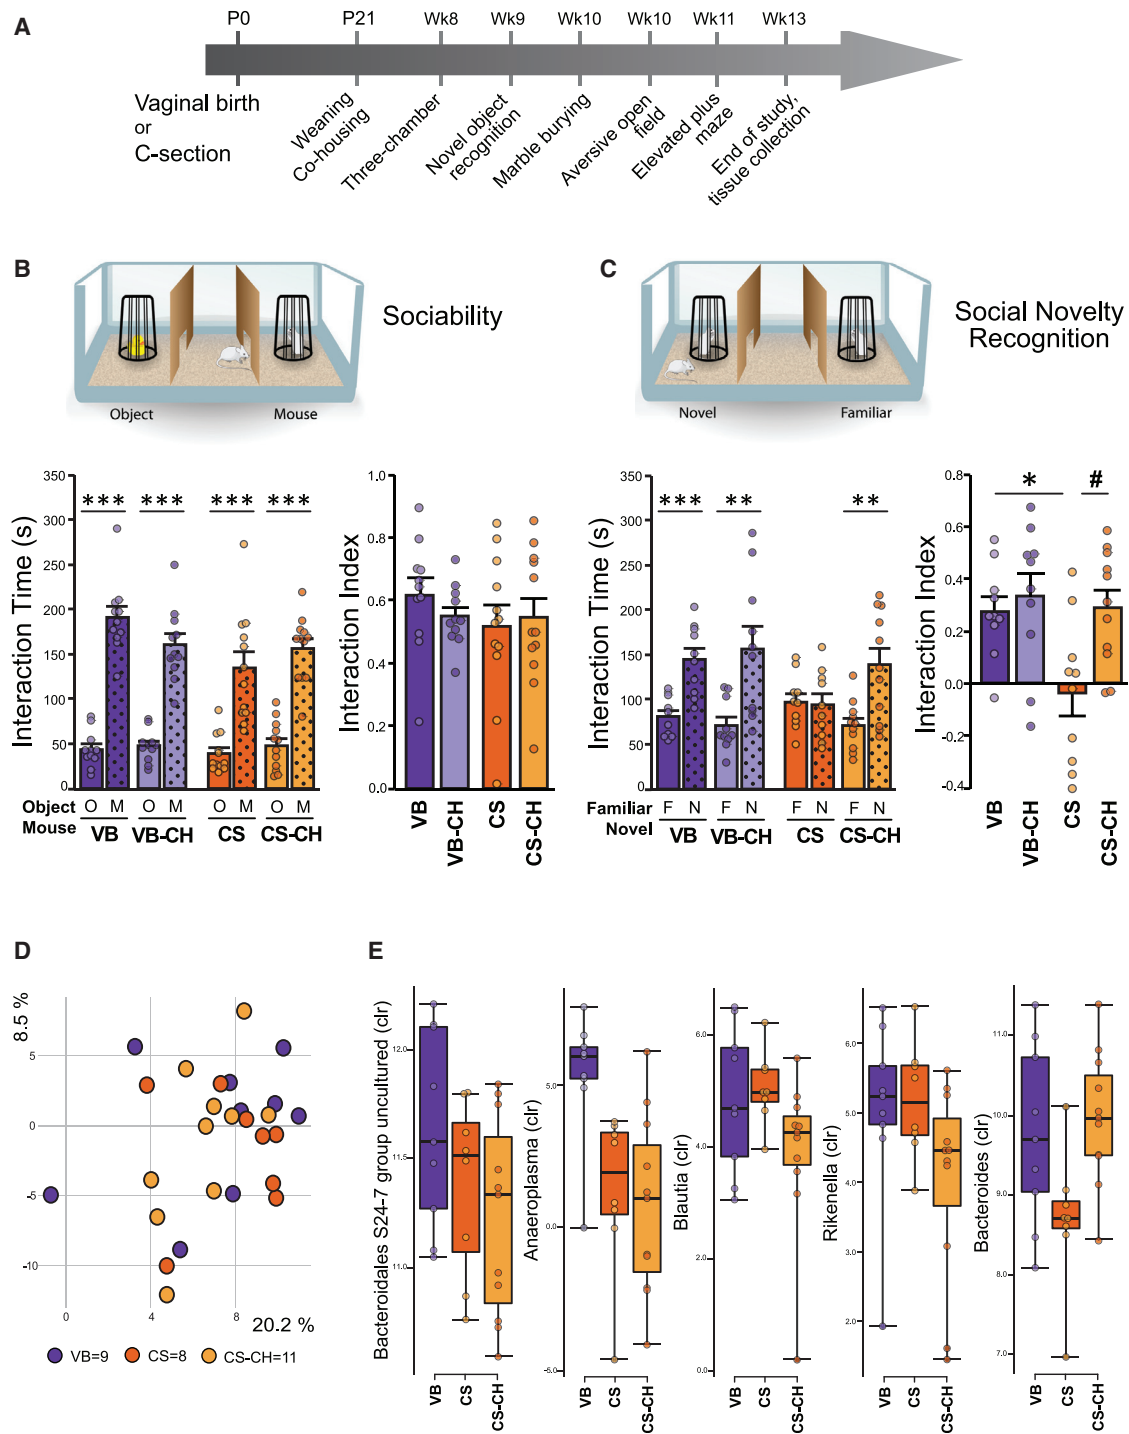 A
P0 P21 Wk8 Wk9 Wk10 Wk10 Wk11 Wk13
Vaginal birth
or
C-section
Weaning
Co-housing
Three-chamber
Novel object
recognition
Marble burying
Aversive open
field
Elevated plus
maze
End of study,
tissue collection
B
Sociability
Object Mouse
C
Social Novelty
Recognition
Novel Familiar
Interaction Time (s)
350
300
250
200
150
100
50
0
*** *** *** ***
Object O M O M O M O M
Mouse VB VB-CH CS CS-CH
Interaction Index
1.0
0.8
0.6
0.4
0.2
0.0
VB VB-CH CS CS-CH
Interaction Time (s)
350
300
250
200
150
100
50
0
*** ** **
Familiar F N F N F N F N
Novel VB VB-CH CS CS-CH
Interaction Index
0.8
0.6
0.4
0.2
0.0
-0.2
-0.4
* #
VB VB-CH CS CS-CH
D
8.5 %
5
0
-5
-10
0 4 8
20.2 %
VB=9 CS=8 CS-CH=11
E
Bacteroidales S24-7 group uncultured (clr)
12.0
11.5
11.0
VB CS CS-CH
Anaeroplasma (clr)
5.0
0.0
-5.0
VB CS CS-CH
Blautia (clr)
6.0
4.0
2.0
0.0
VB CS CS-CH
Rikenella (clr)
6.0
5.0
4.0
3.0
2.0
VB CS CS-CH
Bacteroides (clr)
11.0
10.0
9.0
8.0
7.0
VB CS CS-CH